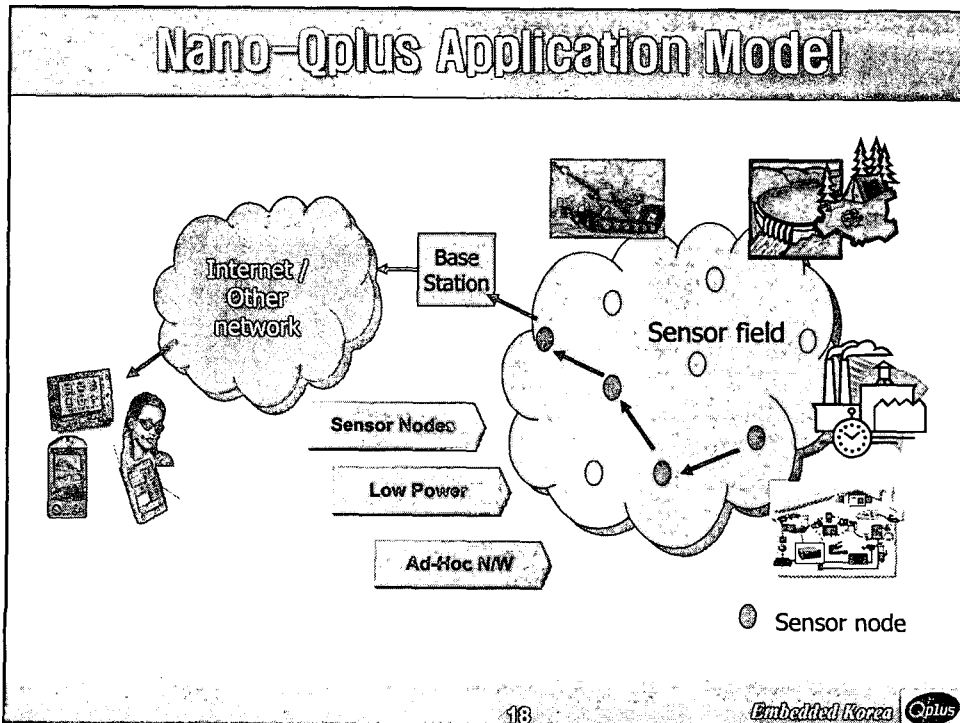 Nano-Qplus Application Model
Internet /
Other
network
Base
Station
Sensor field
Sensor Nodes
Low Power
Ad-Hoc N/W
Sensor node
18
Embedded Korea
Qplus